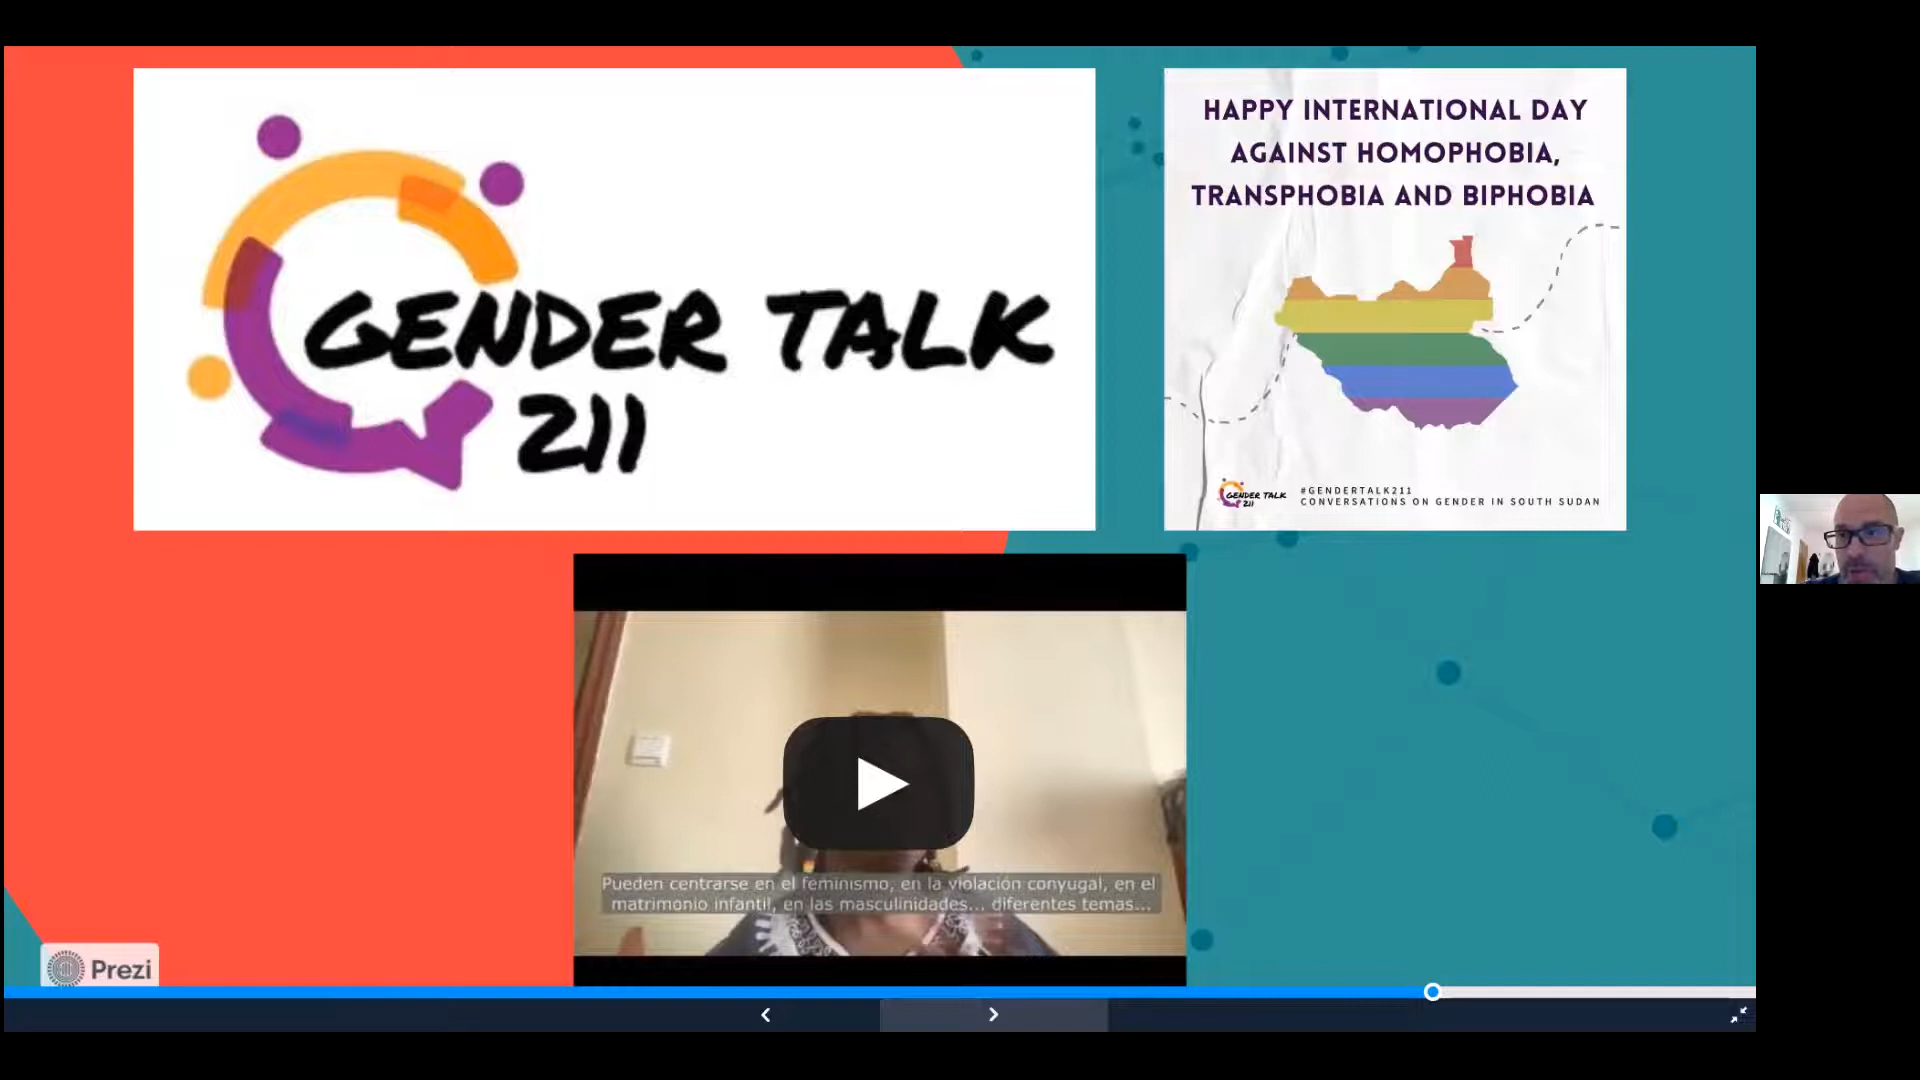 GENDER TALK
211
HAPPY INTERNATIONAL DAY
AGAINST HOMOPHOBIA,
TRANSPHOBIA AND BIPHOBIA
GENDER TALK
211
#GENDERTALK211
CONVERSATIONS ON GENDER IN SOUTH SUDAN
Pueden centrarse en el feminismo, en la violación conyugal, en el
matrimonio infantil, en las masculinidades... diferentes temas...
Prezi